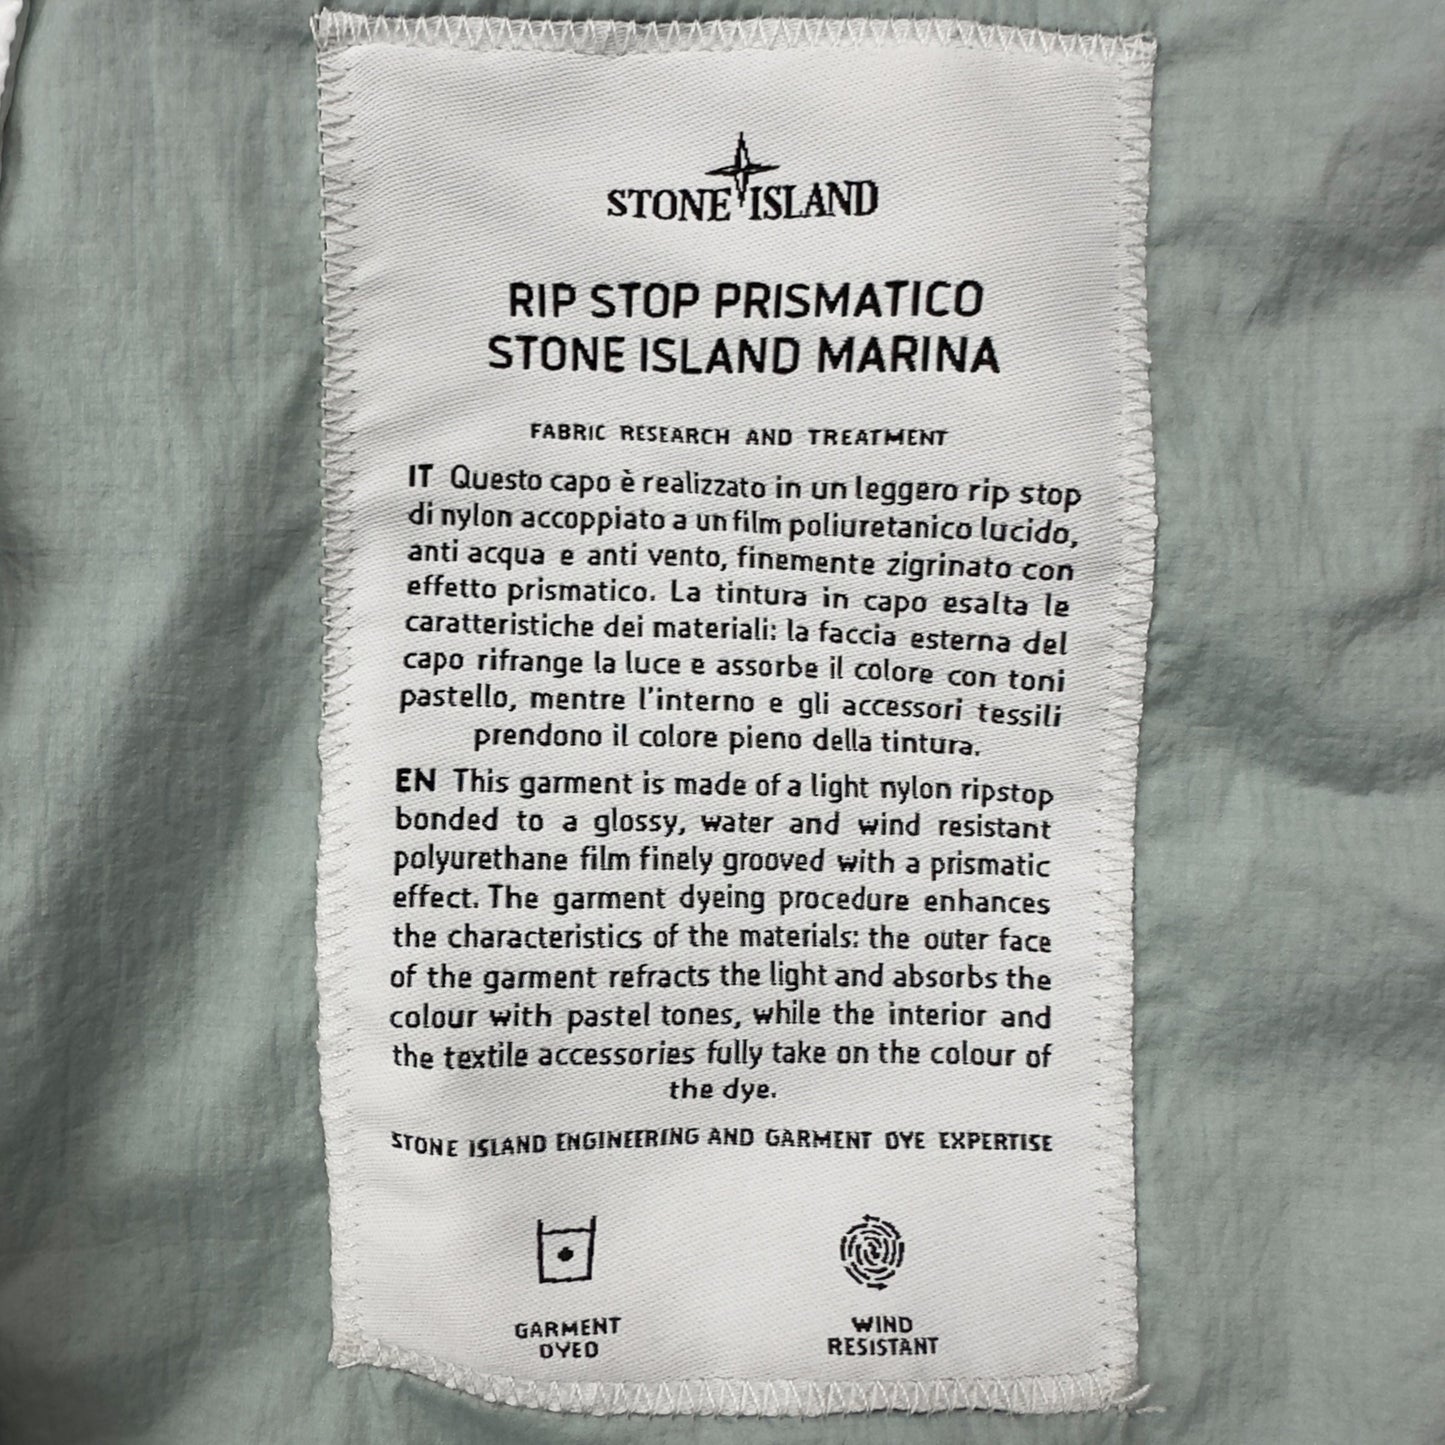 STONE ISLAND
RIP STOP PRISMATICO
STONE ISLAND MARINA
FABRIC RESEARCH AND TREATMENT
IT Questo capo è realizzato in un leggero rip stop
di nylon accoppiato a un film poliuretanico lucido,
anti acqua e anti vento, finemente zigrinato con
effetto prismatico. La tintura in capo esalta le
caratteristiche dei materiali: la faccia esterna del
capo rifrange la luce e assorbe il colore con toni
pastello, mentre l'interno e gli accessori tessili
prendono il colore pieno della tintura.
EN This garment is made of a light nylon ripstop
bonded to a glossy, water and wind resistant
polyurethane film finely grooved with a prismatic
effect. The garment dyeing procedure enhances
the characteristics of the materials: the outer face
of the garment refracts the light and absorbs the
colour with pastel tones, while the interior and
the textile accessories fully take on the colour of
the dye.
STONE ISLAND ENGINEERING AND GARMENT DYE EXPERTISE
GARMENT
DYED
WIND
RESISTANT